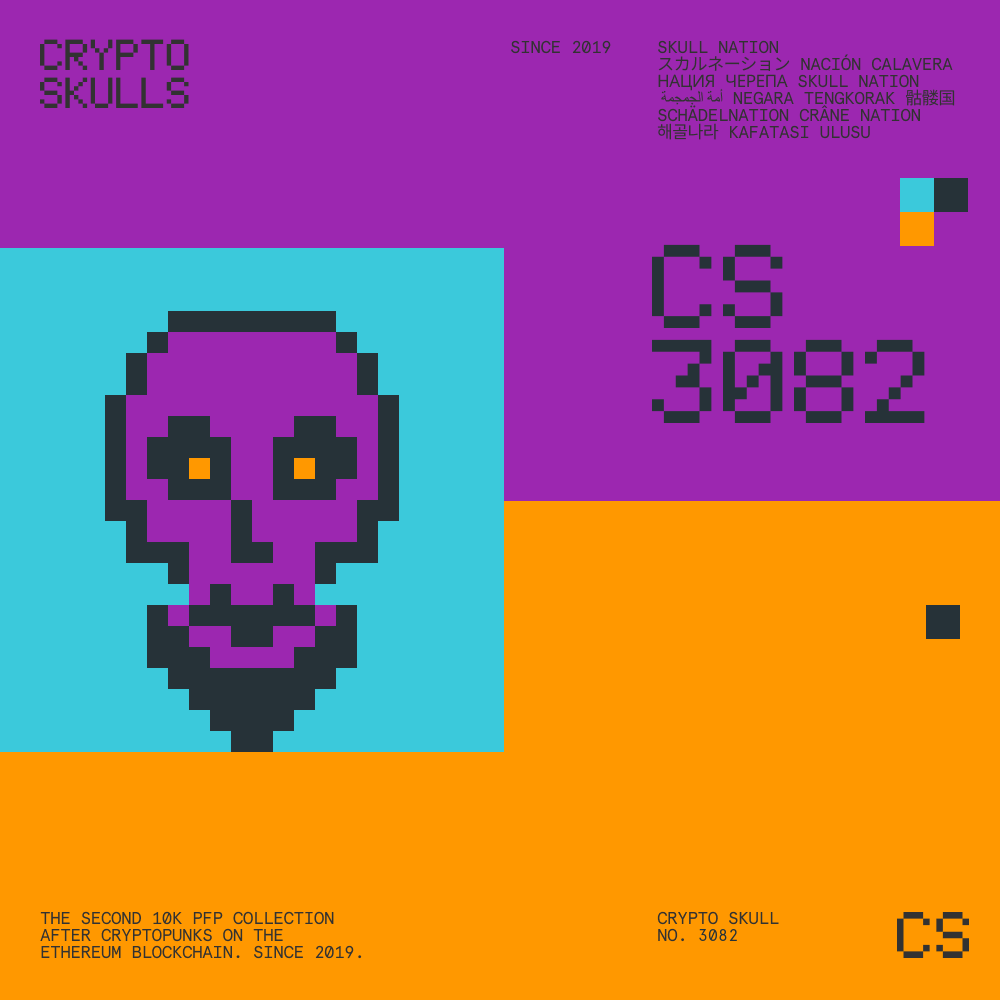 CRYPTO
SKULLS
SINCE 2019
SKULL NATION
スカルネーション NACIÓN CALAVERA
НАЦИЯ ЧЕРЕПА SKULL NATION
أمة الجمجمة NEGARA TENGKORAK 骷髅国
SCHÄDELNATION CRÂNE NATION
해골나라 KAFATASI ULUSU
CS
3082
THE SECOND 10K PFP COLLECTION
AFTER CRYPTOPUNKS ON THE
ETHEREUM BLOCKCHAIN. SINCE 2019.
CRYPTO SKULL
NO. 3082
CS